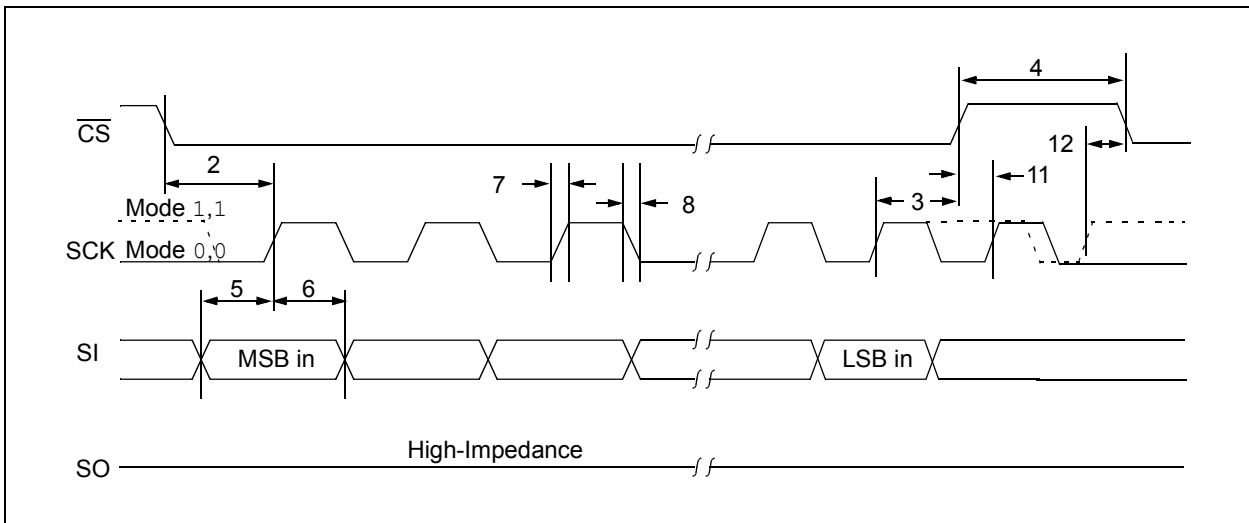 4
CS
12
2
11
7
8
3
Mode 1,1
SCK Mode 0,0
5 6
SI MSB in LSB in
High-Impedance
SO